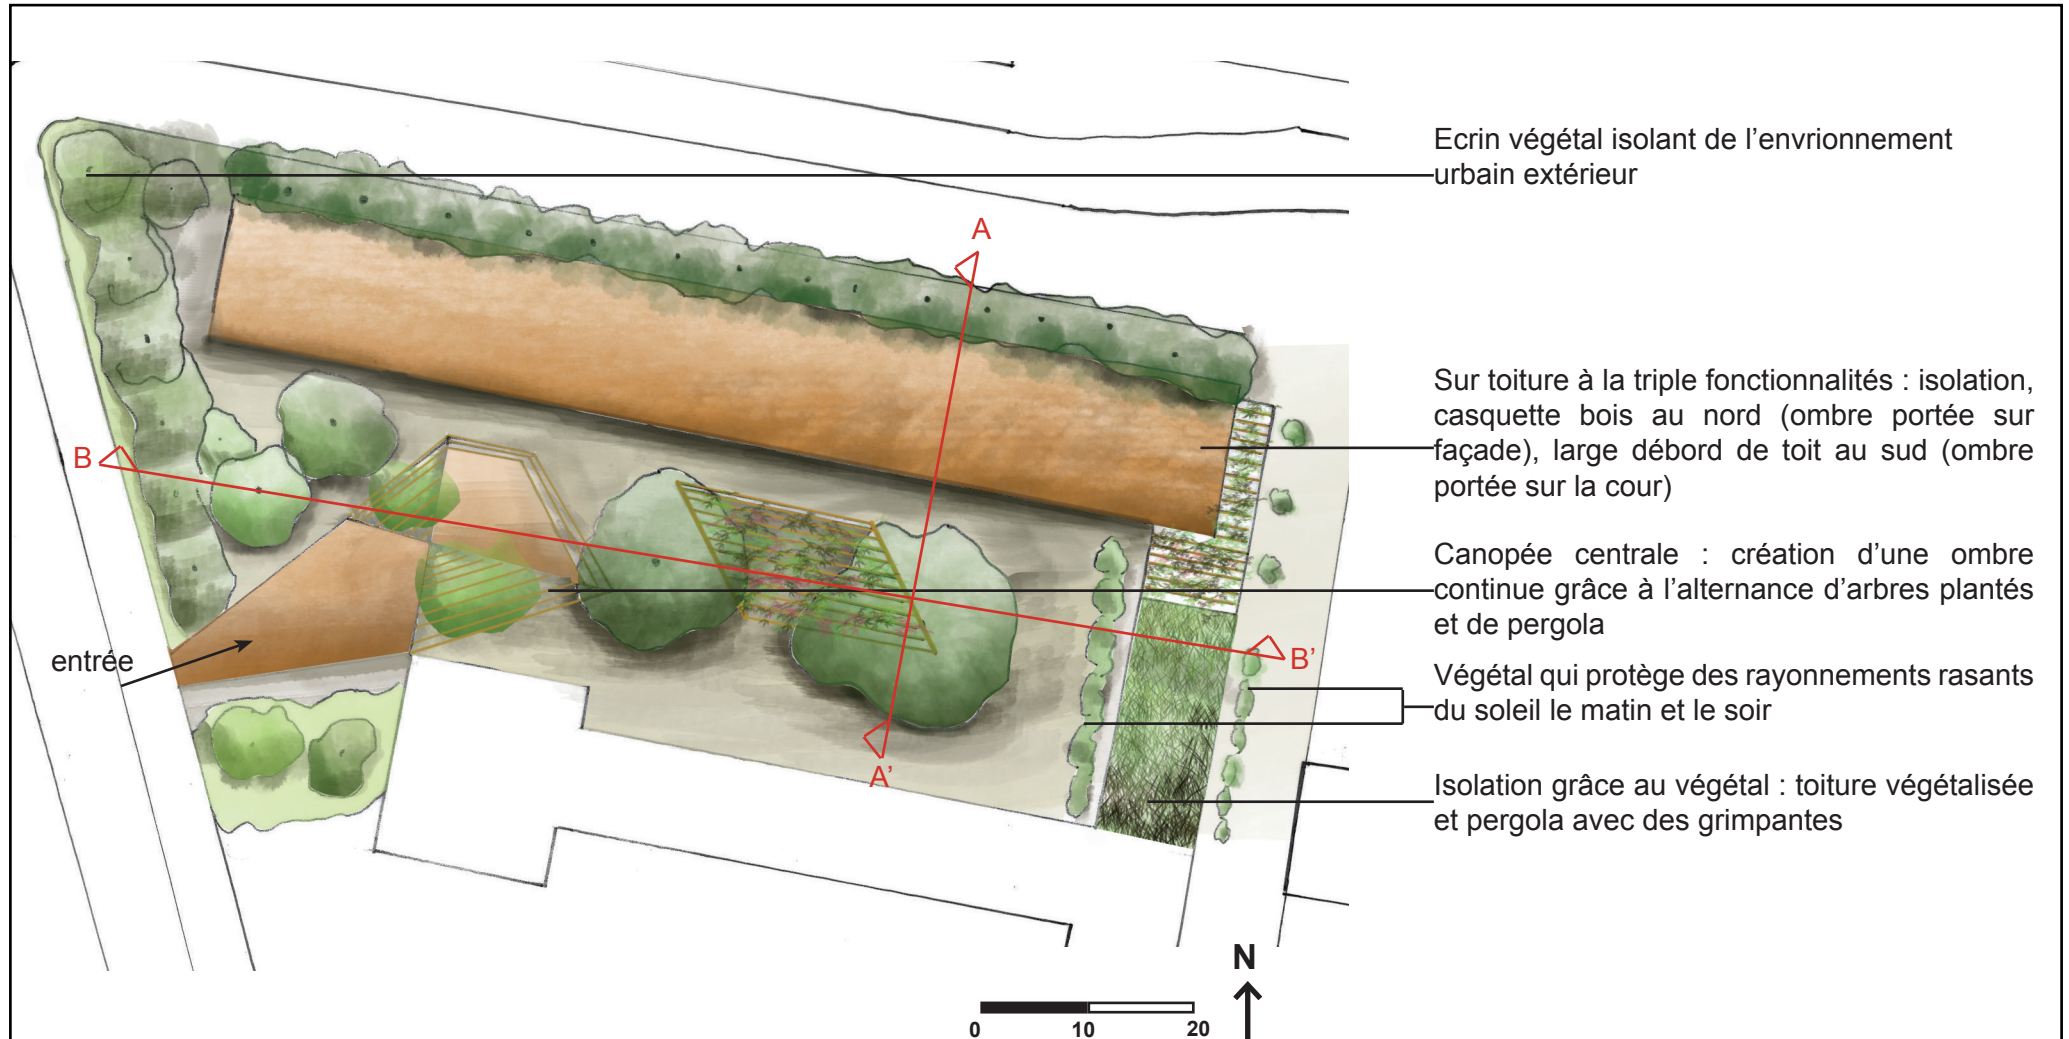 Ecrin végétal isolant de l'envrionnement
urbain extérieur
A
Sur toiture à la triple fonctionnalités : isolation,
casquette bois au nord (ombre portée sur
façade), large débord de toit au sud (ombre
portée sur la cour)
B
Canopée centrale : création d'une ombre
continue grâce à l'alternance d'arbres plantés
et de pergola
entrée
B'
Végétal qui protège des rayonnements rasants
du soleil le matin et le soir
A'
Isolation grâce au végétal : toiture végétalisée
et pergola avec des grimpantes
N
0 10 20